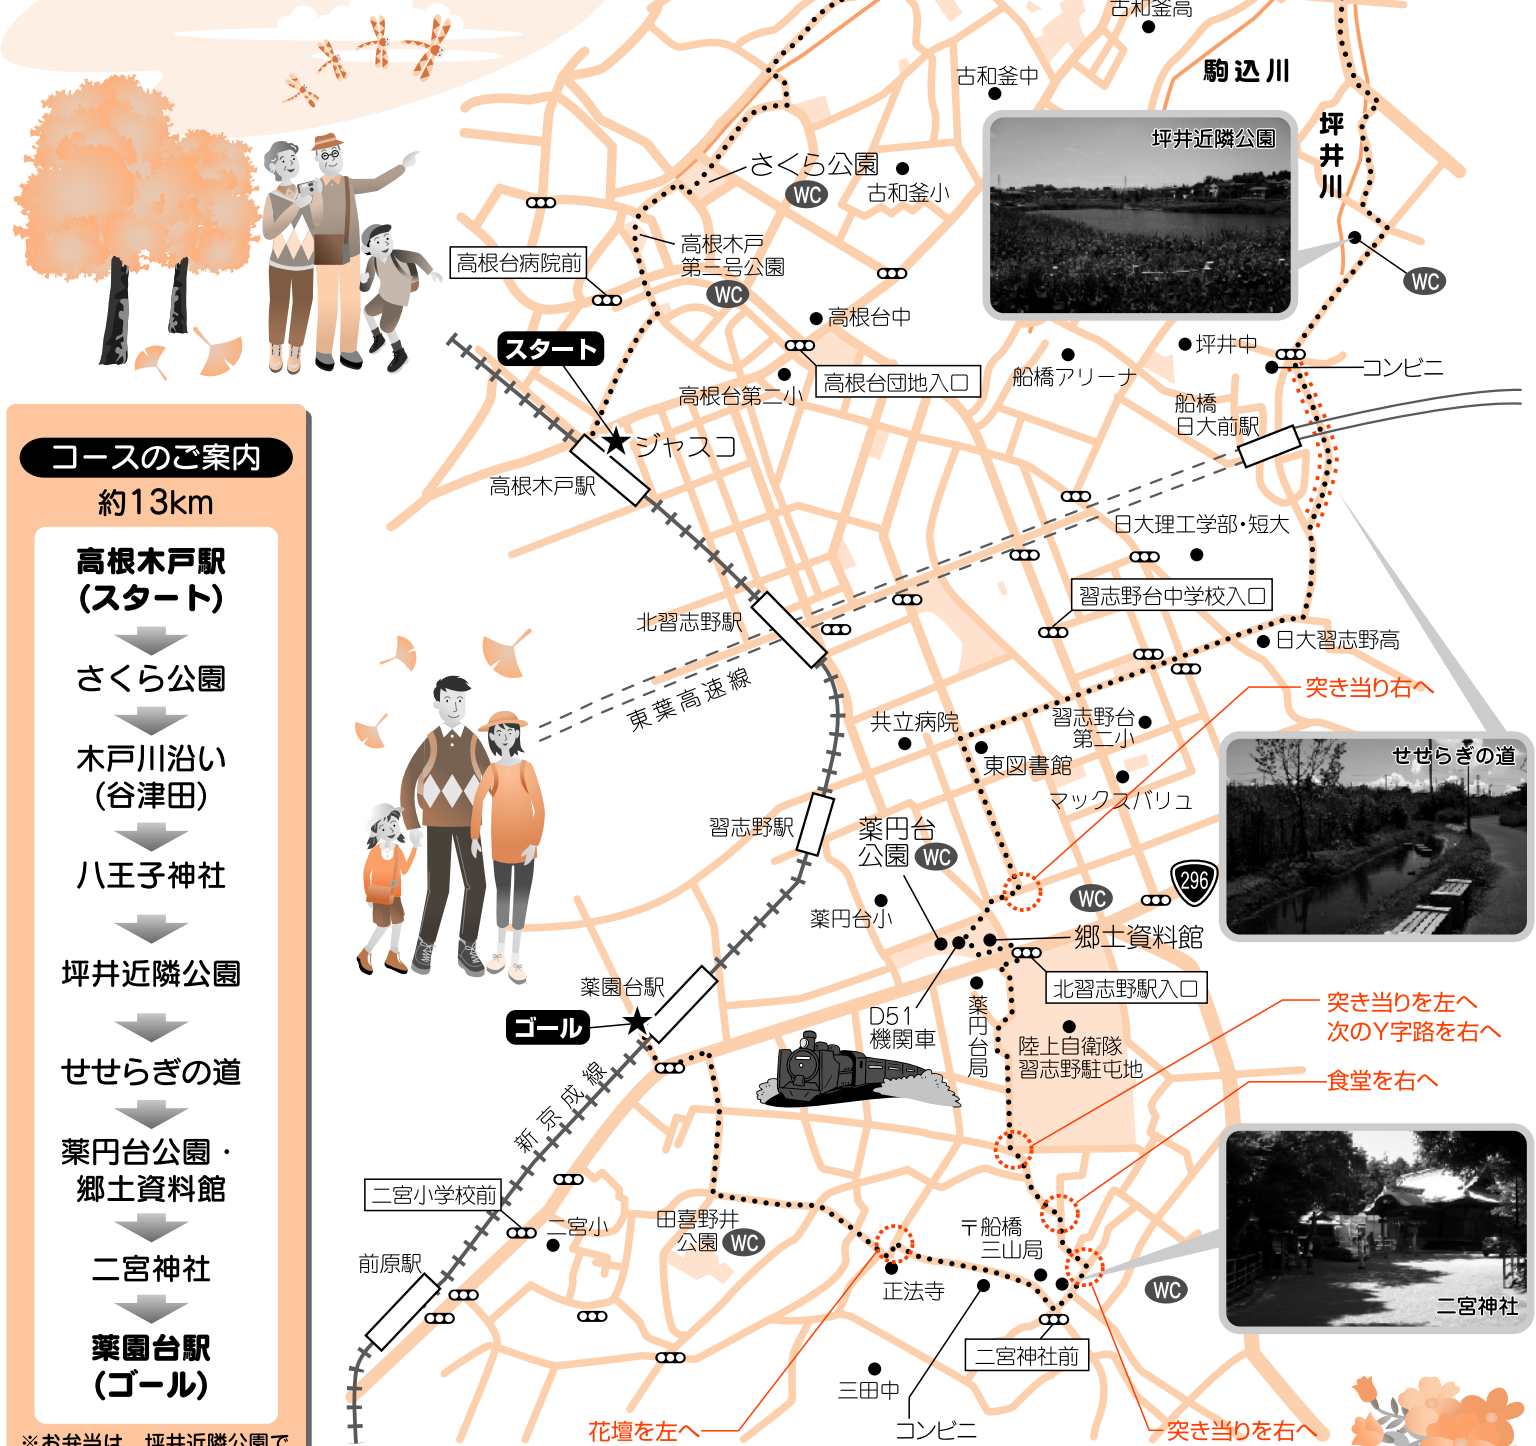 古和釜高
駒込川
古和釜中
坪井川
坪井近隣公園
さくら公園
WC
古和釜小
高根木戸
第三号公園
WC
高根台病院前
WC
高根台中
スタート
坪井中
コンビニ
船橋アリーナ
高根台団地入口
高根台第二小
船橋
日大前駅
ジャスコ
高根木戸駅
日大理工学部・短大
習志野台中学校入口
北習志野駅
日大習志野高
東葉高速線
突き当り右へ
共立病院
習志野台
第二小
東図書館
せせらぎの道
マックスバリュ
習志野駅
薬円台
公園
WC
296
WC
薬円台小
郷土資料館
薬園台駅
北習志野駅入口
ゴール
D51
機関車
薬円台局
陸上自衛隊
習志野駐屯地
突き当りを左へ
次のY字路を右へ
食堂を右へ
新京成線
二宮小学校前
二宮小
田喜野井
公園
WC
〒船橋
三山局
前原駅
正法寺
WC
二宮神社
二宮神社前
三田中
コンビニ
花壇を左へ
突き当りを右へ
コースのご案内
約13km
高根木戸駅
(スタート)
さくら公園
木戸川沿い
(谷津田)
八王子神社
坪井近隣公園
せせらぎの道
薬円台公園・
郷土資料館
二宮神社
薬園台駅
(ゴール)
※お弁当は、坪井近隣公園で